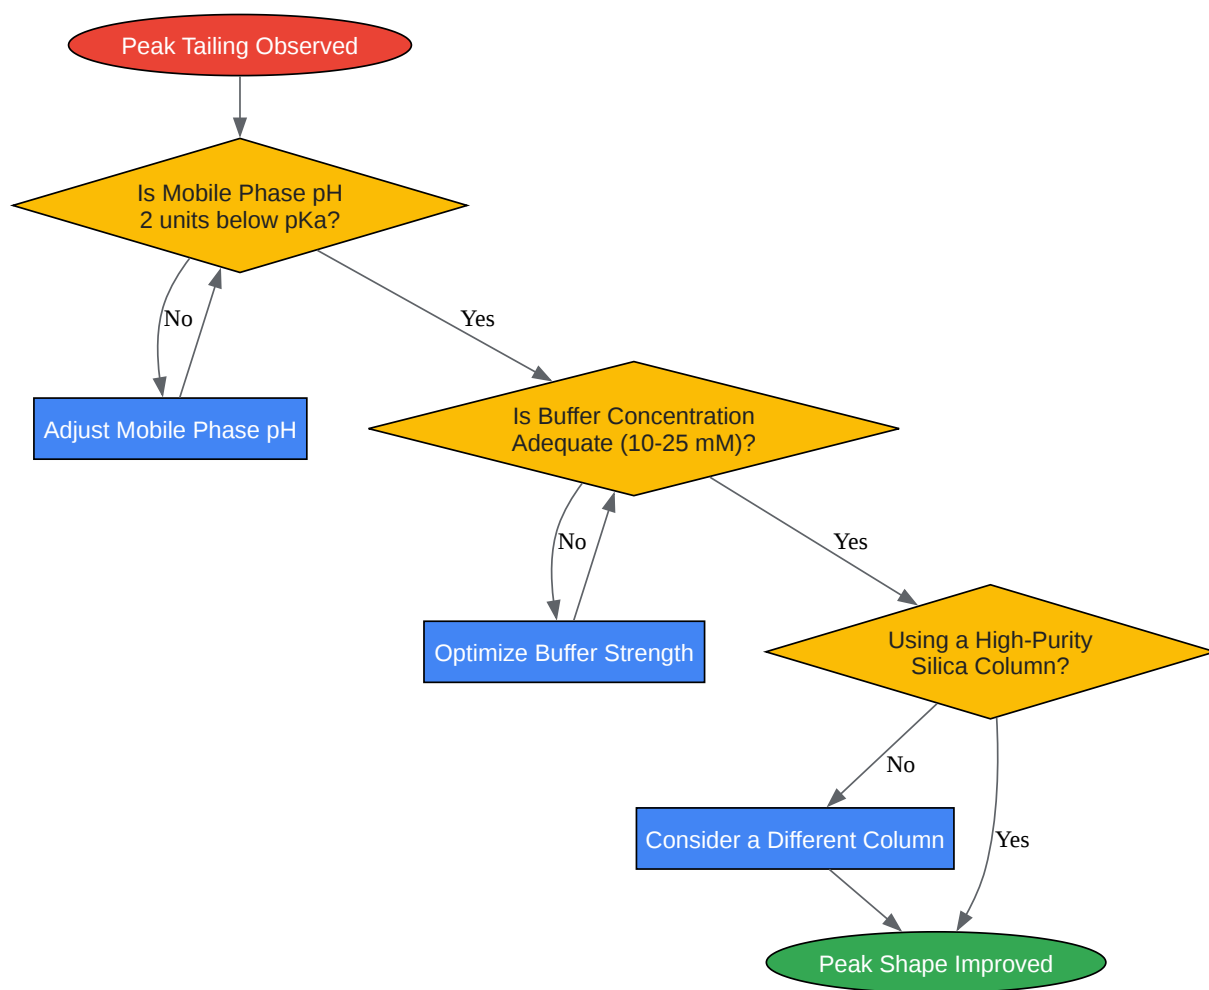 Peak Tailing Observed
Is Mobile Phase pH
2 units below pKa?
No
Yes
Adjust Mobile Phase pH
Is Buffer Concentration
Adequate (10-25 mM)?
No
Yes
Optimize Buffer Strength
Using a High-Purity
Silica Column?
No
Yes
Consider a Different Column
Peak Shape Improved